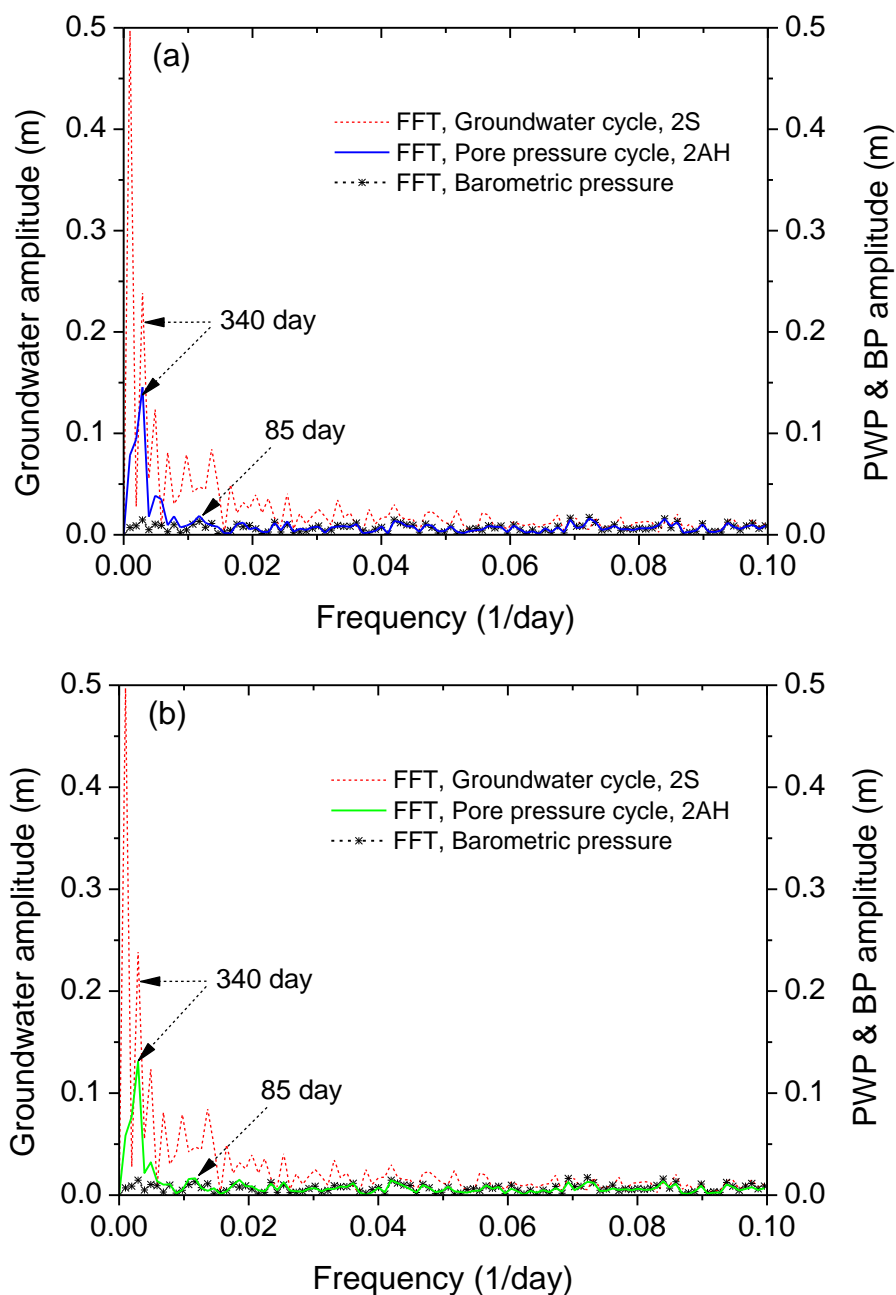 (a)
FFT, Groundwater cycle, 2S
FFT, Pore pressure cycle, 2AH
FFT, Barometric pressure
340 day
85 day
0.5
0.4
0.3
0.2
0.1
0.0
Groundwater amplitude (m)
0.5
0.4
0.3
0.2
0.1
0.0
PWP & BP amplitude (m)
0.00 0.02 0.04 0.06 0.08 0.10
Frequency (1/day)
(b)
FFT, Groundwater cycle, 2S
FFT, Pore pressure cycle, 2AH
FFT, Barometric pressure
340 day
85 day
0.5
0.4
0.3
0.2
0.1
0.0
Groundwater amplitude (m)
0.5
0.4
0.3
0.2
0.1
0.0
PWP & BP amplitude (m)
0.00 0.02 0.04 0.06 0.08 0.10
Frequency (1/day)